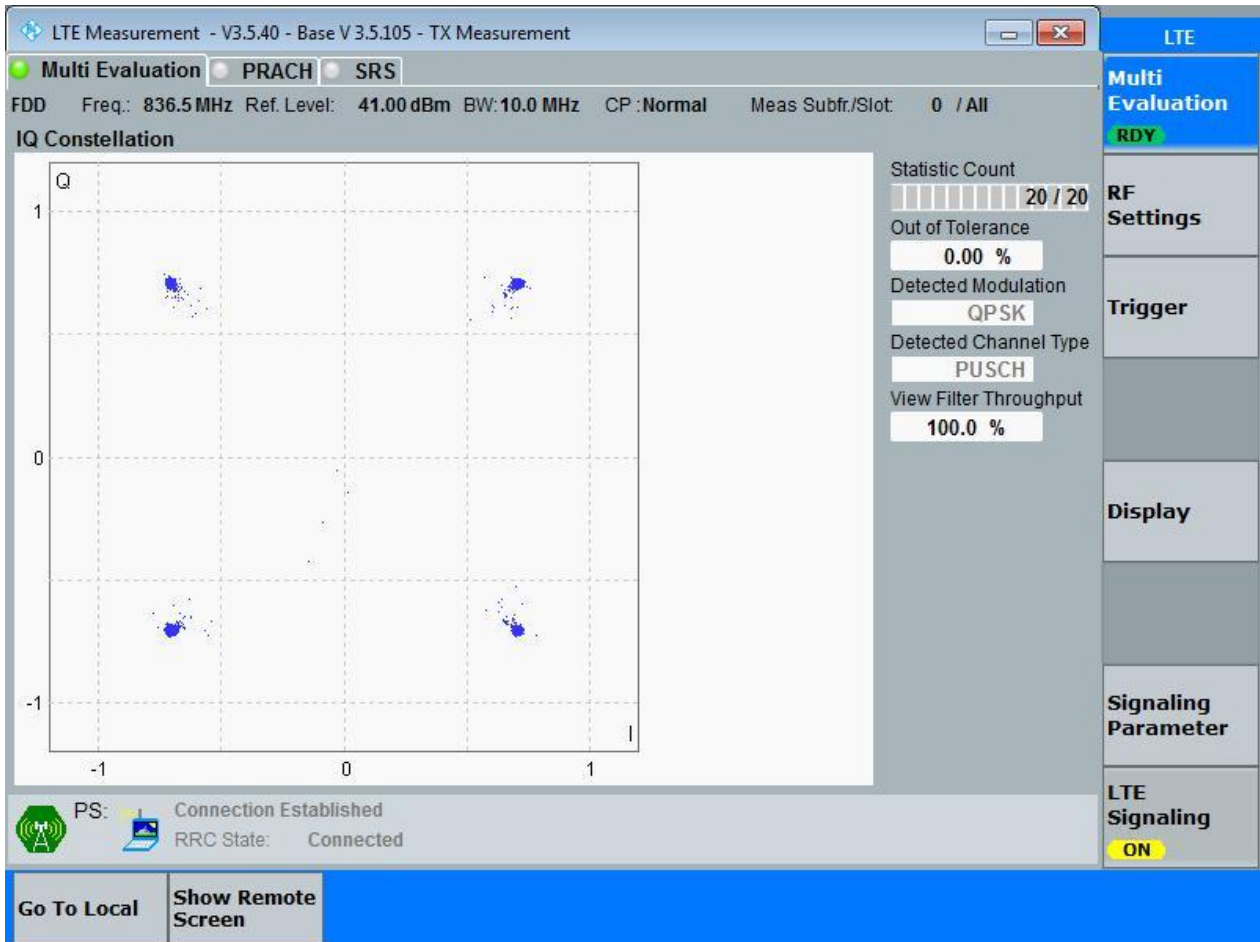 LTE Measurement - V3.5.40 - Base V 3.5.105 - TX Measurement
LTE
Multi Evaluation PRACH SRS
Multi
Evaluation
RDY
FDD Freq.: 836.5 MHz Ref. Level: 41.00 dBm BW: 10.0 MHz CP : Normal Meas Subfr./Slot: 0 / All
IQ Constellation
Q
1
0
-1
I
-1 0 1
Statistic Count
20 / 20
Out of Tolerance
0.00 %
Detected Modulation
QPSK
Detected Channel Type
PUSCH
View Filter Throughput
100.0 %
RF
Settings
Trigger
Display
Signaling
Parameter
LTE
Signaling
ON
PS: Connection Established
RRC State: Connected
Go To Local
Show Remote
Screen